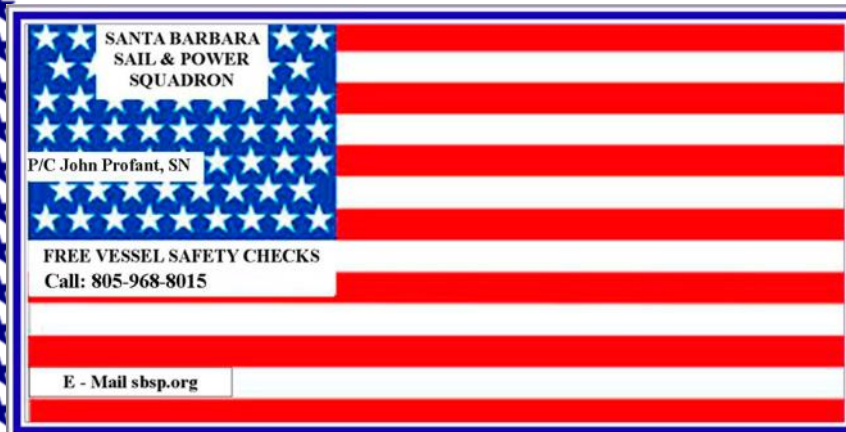 SANTA BARBARA
SAIL & POWER
SQUADRON
P/C John Profant, SN
FREE VESSEL SAFETY CHECKS
Call: 805-968-8015
E - Mail sbsp.org